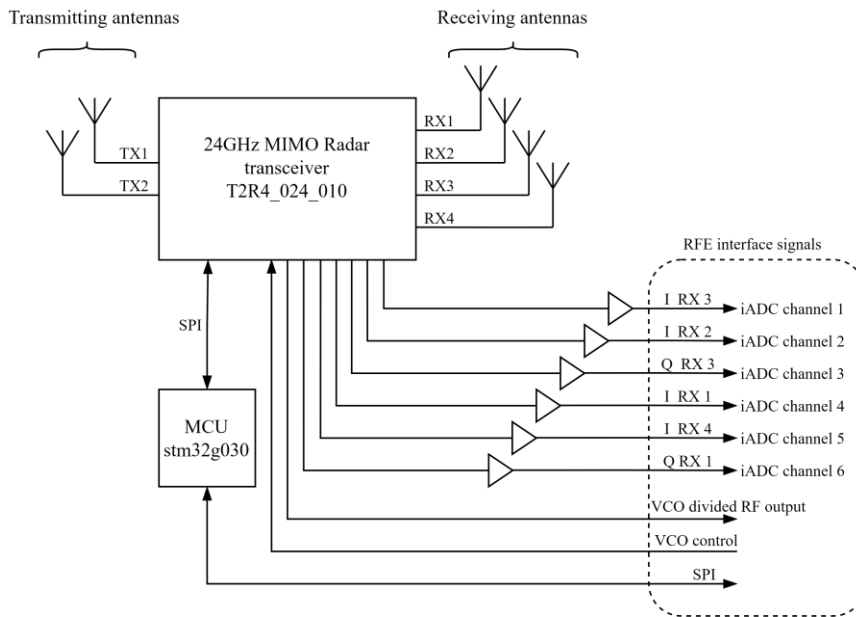 Transmitting antennas
Receiving antennas
RX1
24GHz MIMO Radar
transceiver
T2R4_024_010
TX1
RX2
TX2
RX3
RX4
RFE interface signals
SPI
I RX 3
iADC channel 1
I RX 2
iADC channel 2
Q RX 3
iADC channel 3
I RX 1
iADC channel 4
MCU
stm32g030
I RX 4
iADC channel 5
Q RX 1
iADC channel 6
VCO divided RF output
VCO control
SPI